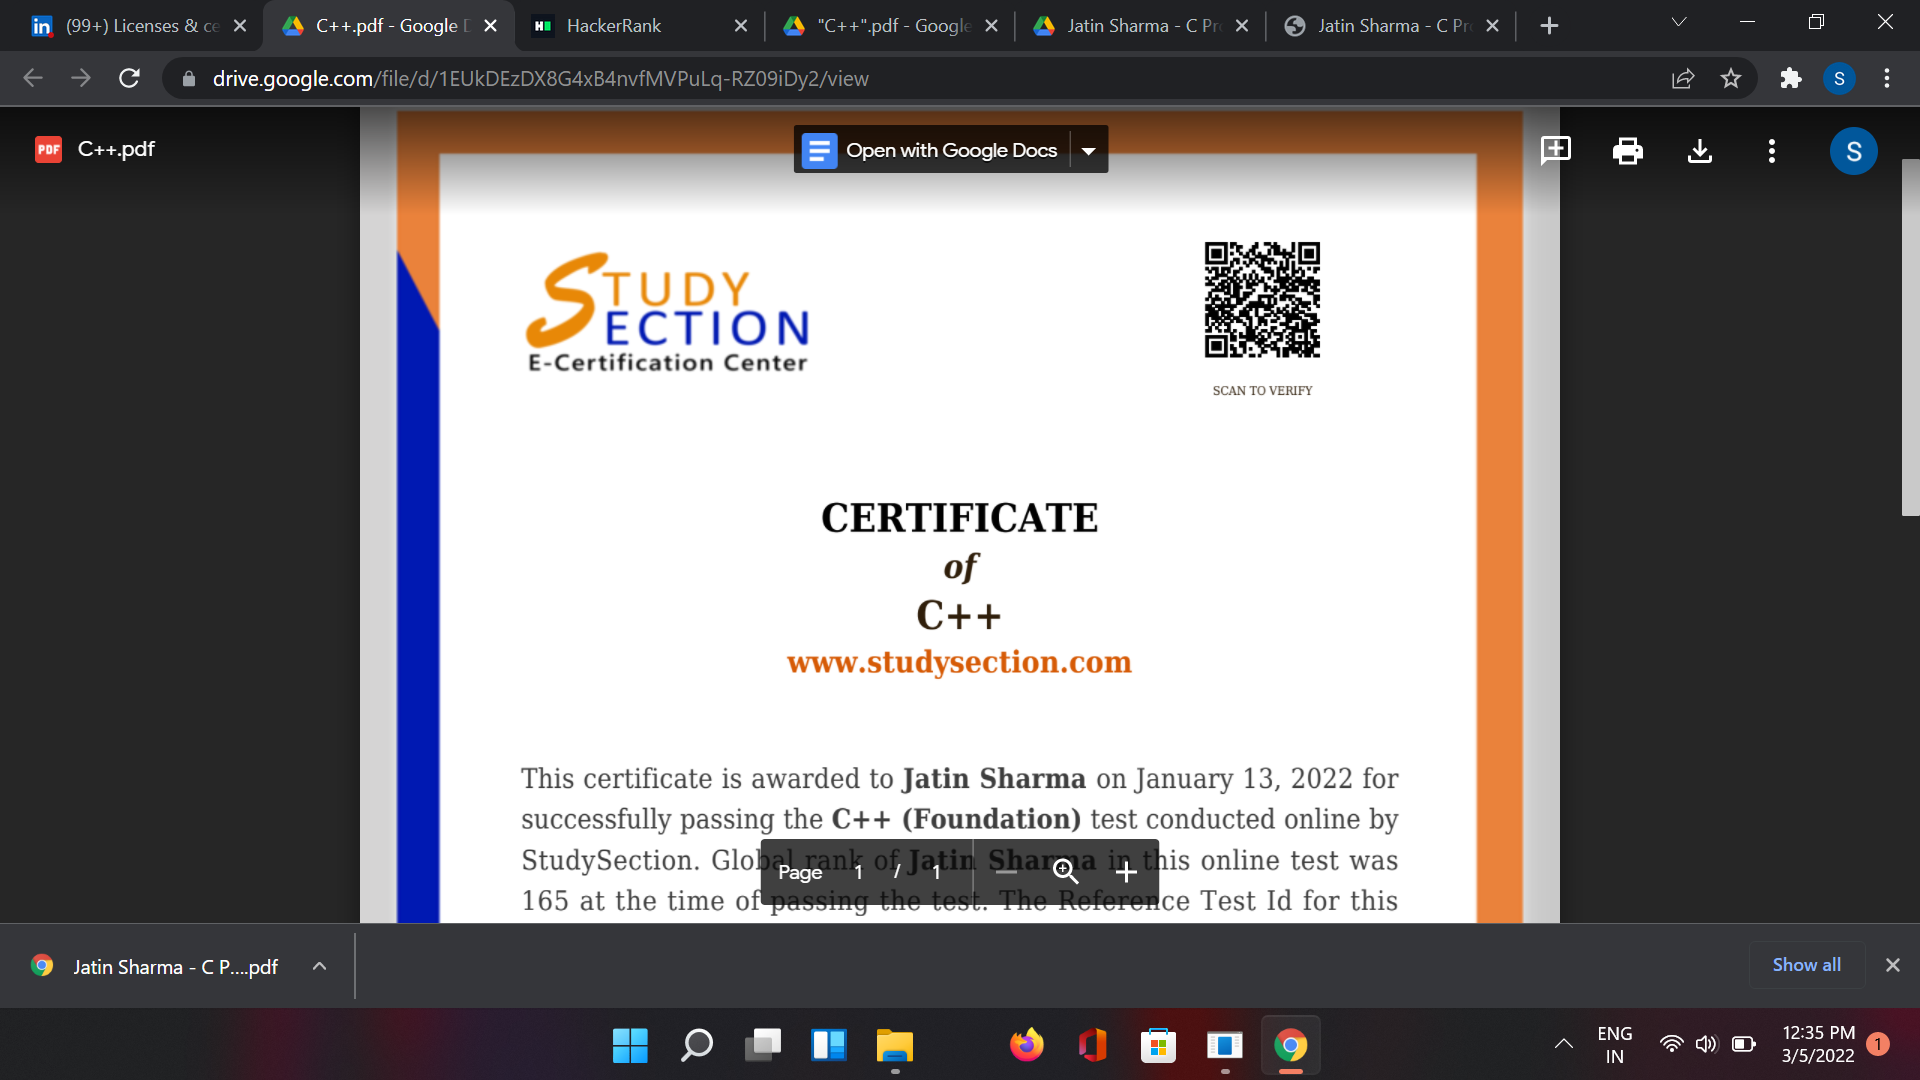 (99+) Licenses & ce
C++.pdf - Google D
HackerRank
"C++".pdf - Google
Jatin Sharma - C Pro
Jatin Sharma - C Pro
drive.google.com/file/d/1EUkDEzDX8G4xB4nvfMVPuLq-RZ09iDy2/view
S
PDF C++.pdf
Open with Google Docs
S
STUDY
SECTION
E-Certification Center
SCAN TO VERIFY
CERTIFICATE
of
C++
www.studysection.com
This certificate is awarded to Jatin Sharma on January 13, 2022 for
successfully passing the C++ (Foundation) test conducted online by
StudySection. Global rank of Jatin Sharma in this online test was
165 at the time of passing the test. The Reference Test Id for this
Page 1 / 1
Jatin Sharma - C P....pdf
Show all
ENG
IN
12:35 PM
3/5/2022
1